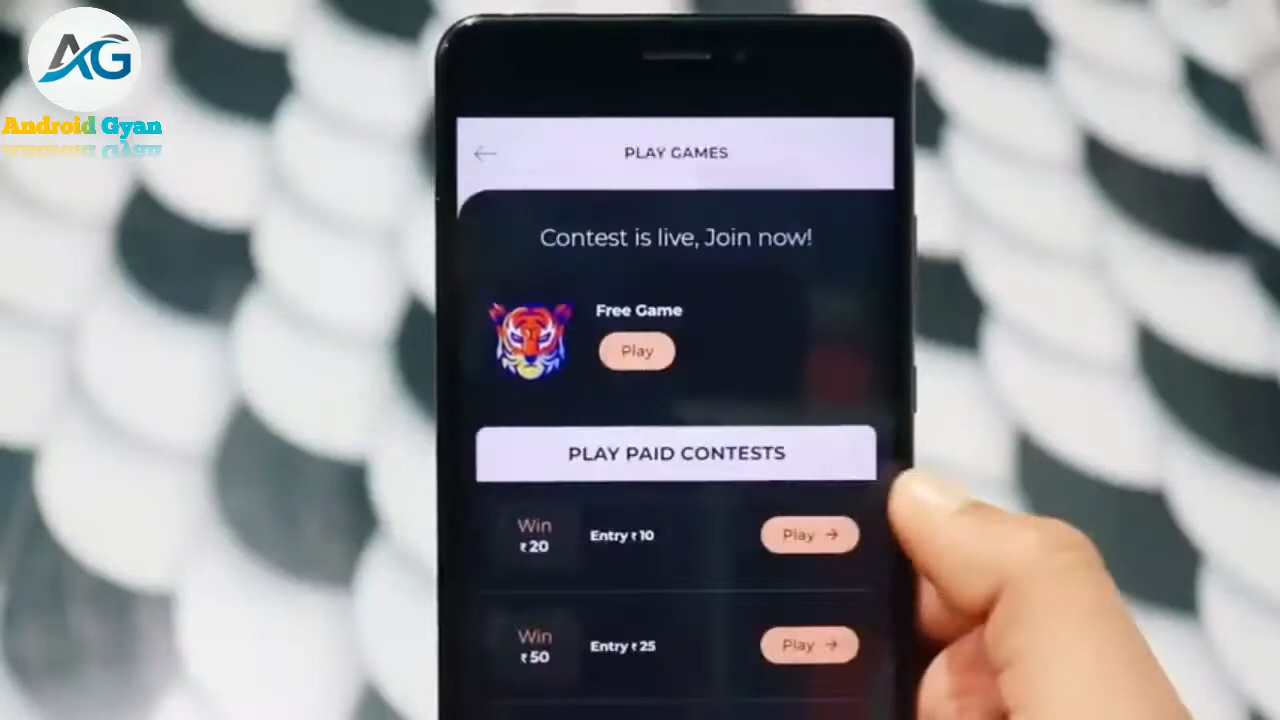 AG
Android Gyan
PLAY GAMES
Contest is live, Join now!
Free Game
Play
PLAY PAID CONTESTS
Win
₹20
Entry ₹10
Play →
Win
₹50
Entry ₹25
Play →